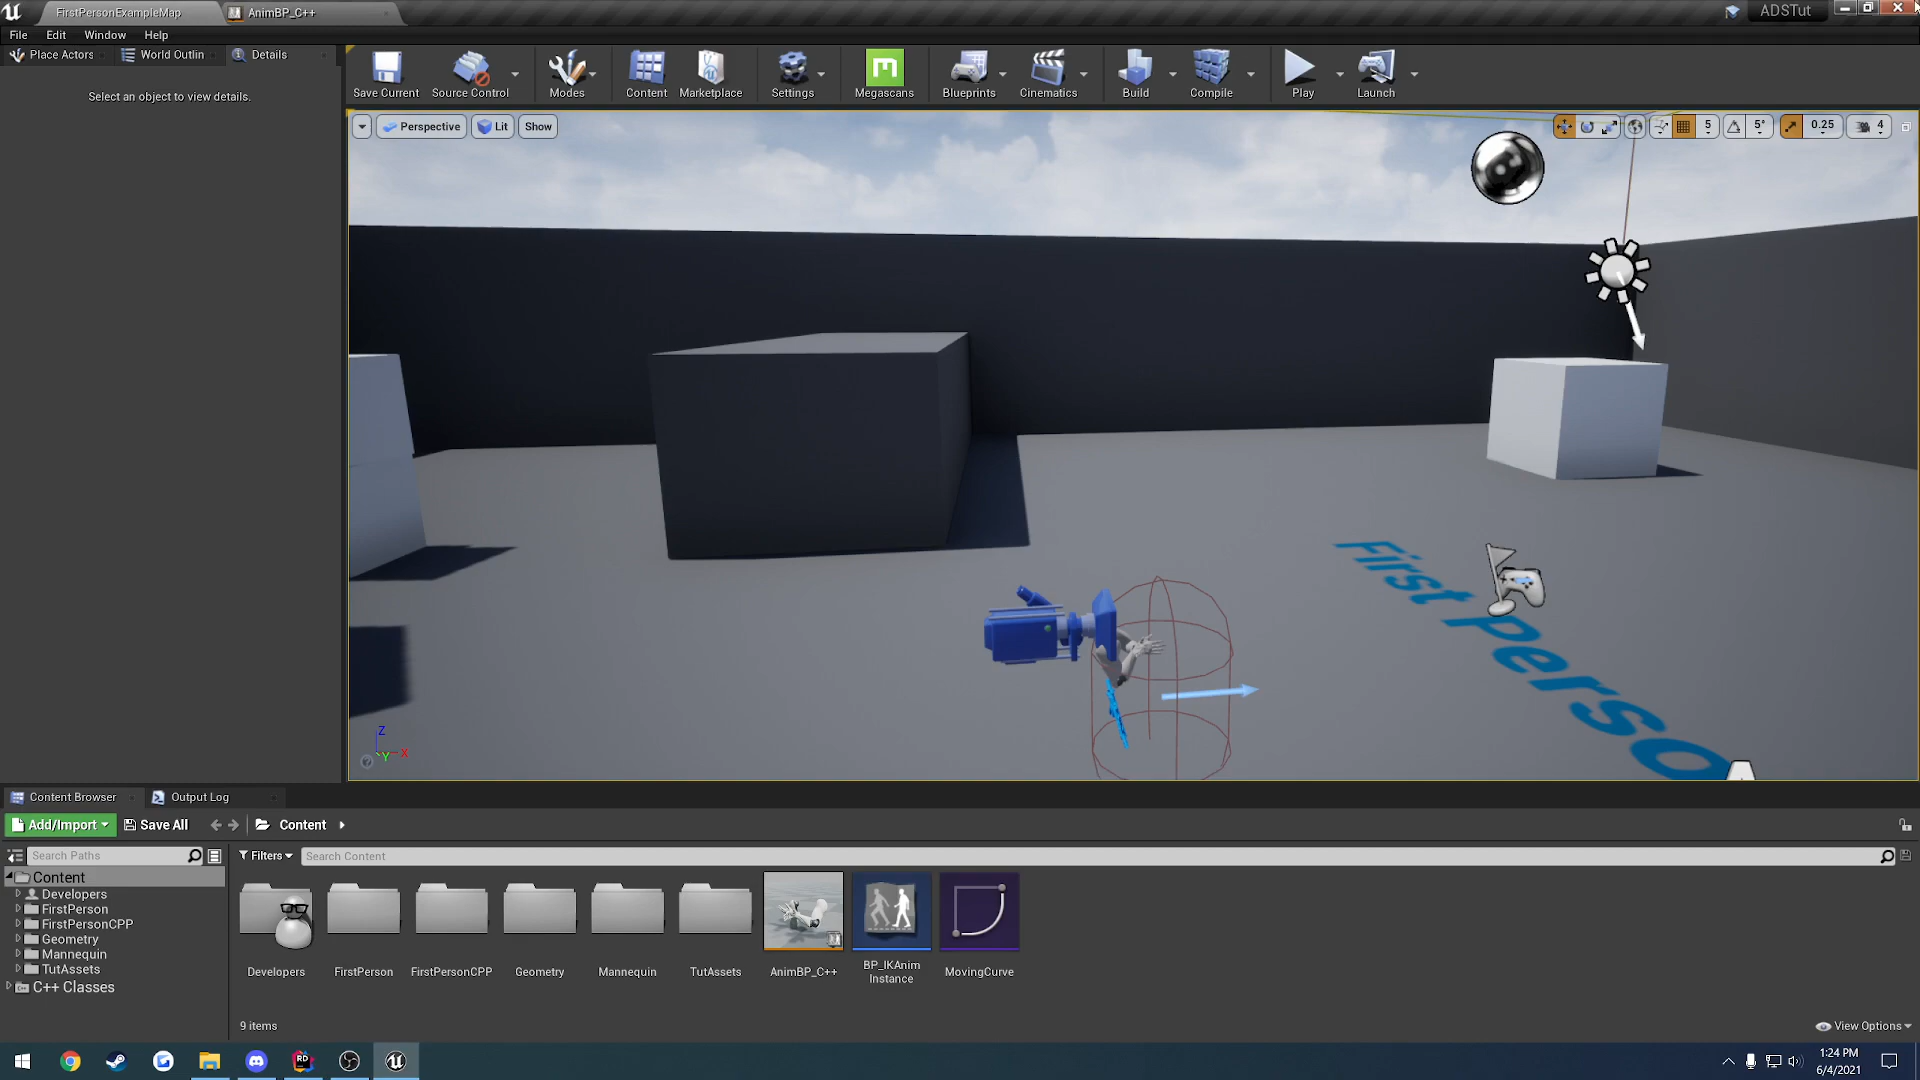 FirstPersonExampleMap
AnimBP_C++
ADSTut
File Edit Window Help
Place Actors World Outlin Details
Select an object to view details.
Save Current Source Control Modes Content Marketplace Settings Megascans Blueprints Cinematics Build Compile Play Launch
Perspective Lit Show
5 5° 0.25 4
First perso
Z
X
Y
Content Browser Output Log
Add/Import Save All Content
Search Paths
Filters
Search Content
Content
Developers
FirstPerson
FirstPersonCPP
Geometry
Mannequin
TutAssets
C++ Classes
Developers FirstPerson FirstPersonCPP Geometry Mannequin TutAssets AnimBP_C++ BP_IKAnim MovingCurve
Instance
9 items
View Options
1:24 PM
6/4/2021